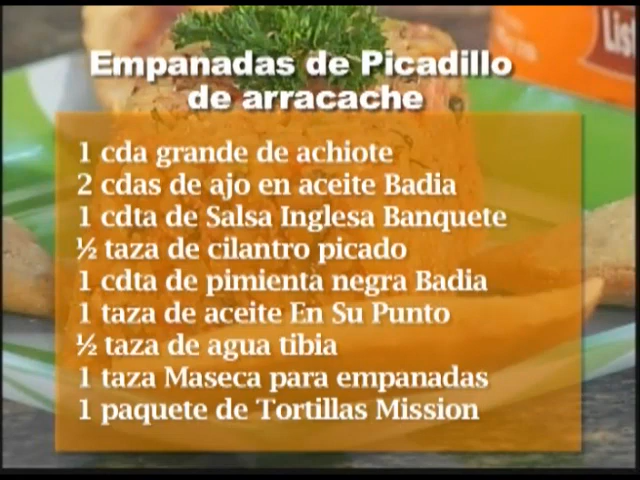 List
Empanadas de Picadillo
de arracache
1 cda grande de achiote
2 cdas de ajo en aceite Badia
1 cdta de Salsa Inglesa Banquete
½ taza de cilantro picado
1 cdta de pimienta negra Badia
1 taza de aceite En Su Punto
½ taza de agua tibia
1 taza Maseca para empanadas
1 paquete de Tortillas Mission